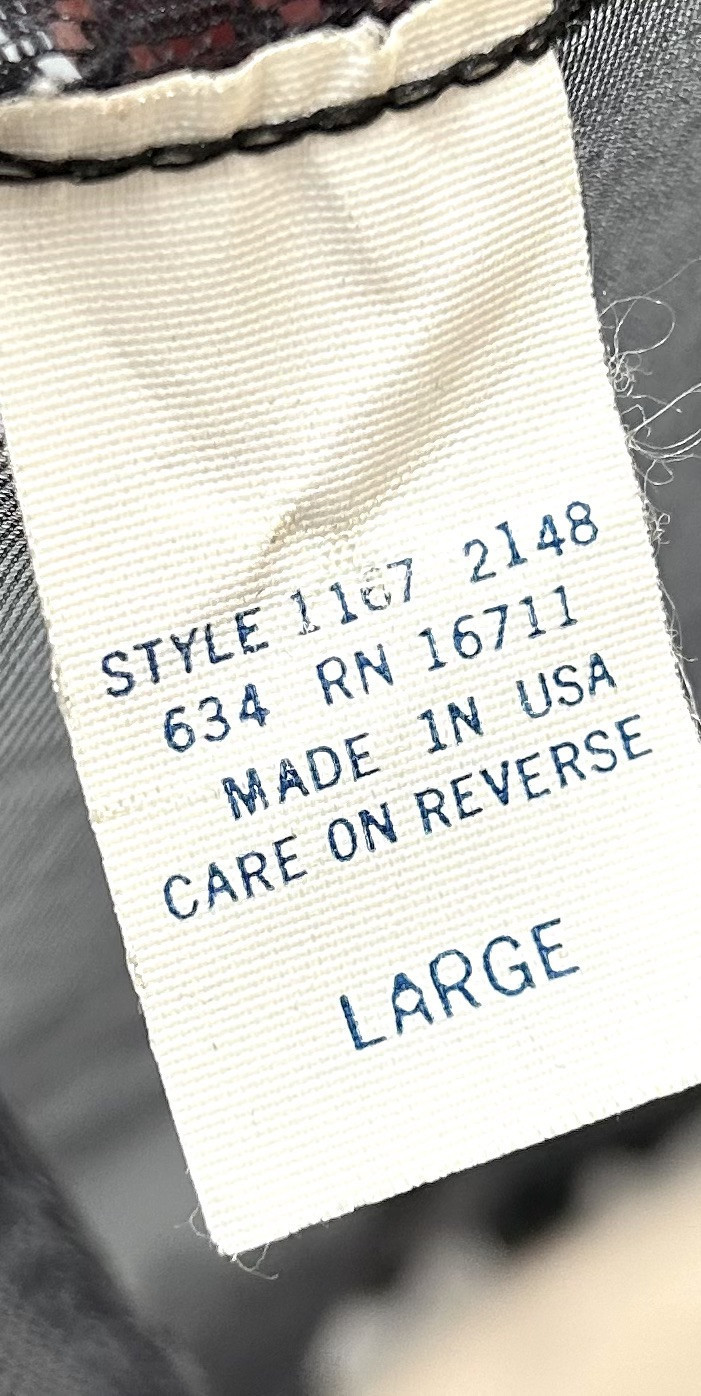 STYLE 1167 2148
634 RN 16711
MADE IN USA
CARE ON REVERSE
LARGE